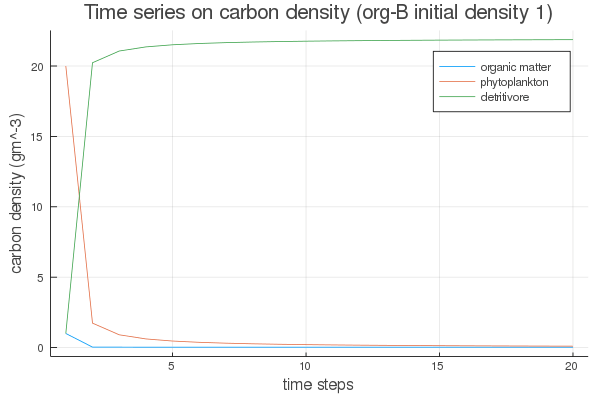 Time series on carbon density (org-B initial density 1)
carbon density (gm^-3)
20
15
10
5
0
organic matter
phytoplankton
detritivore
5
10
15
20
time steps